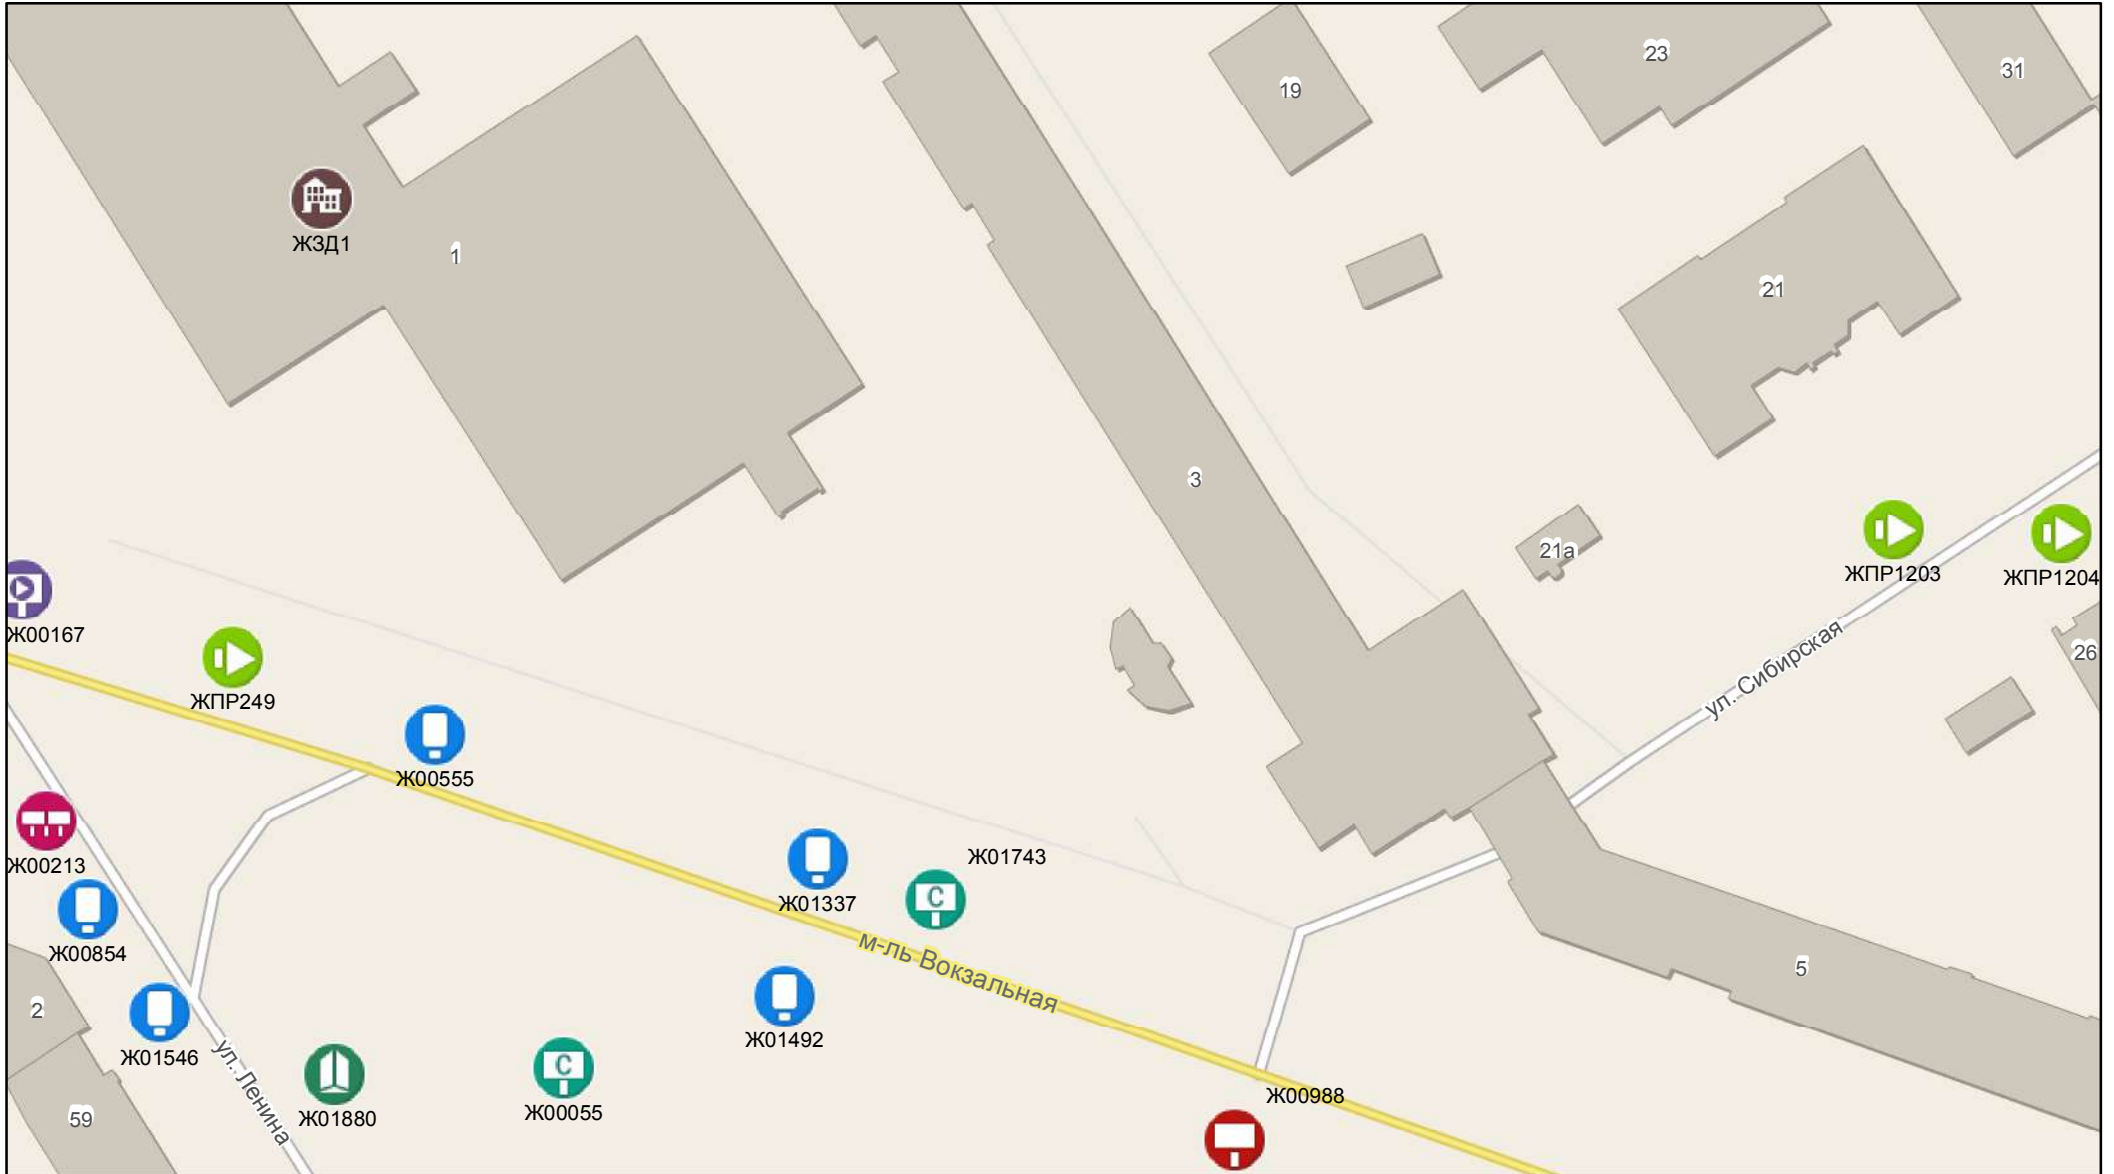 23
31
19
ЖЗД1
1
21
3
21а
ЖПР1203
ЖПР1204
Ж00167
ул. Сибирская
26
ЖПР249
Ж00555
Ж01743
Ж00213
С
Ж01337
Ж00854
м-ль Вокзальная
5
2
Ж01492
Ж01546
ул. Ленина
С
Ж00988
Ж01880
Ж00055
59